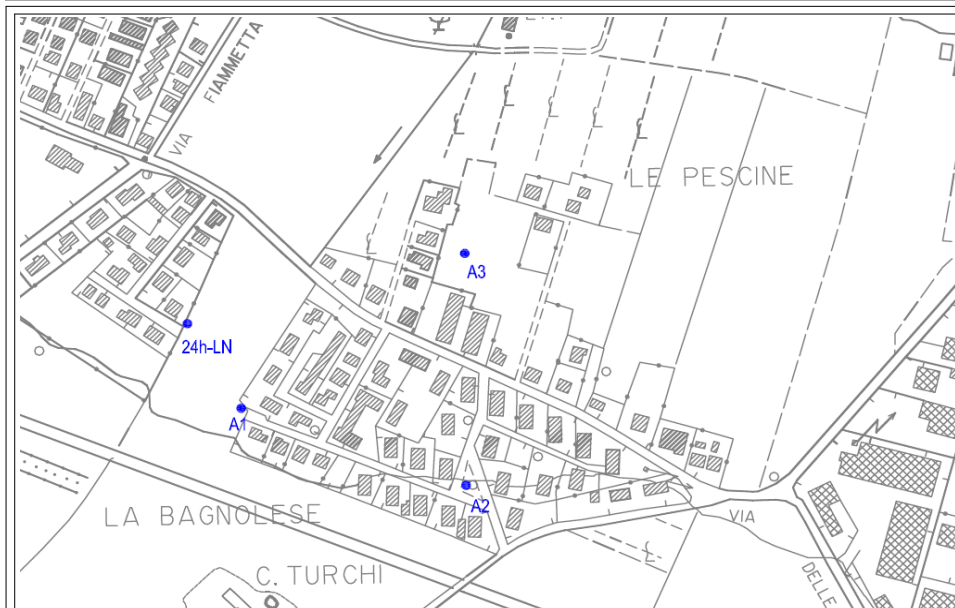 VIA FIAMMETTA
LE PESCINE
A3
24h-LN
A1
A2
LA BAGNOLESE
VIA
DELLE
C. TURCHI